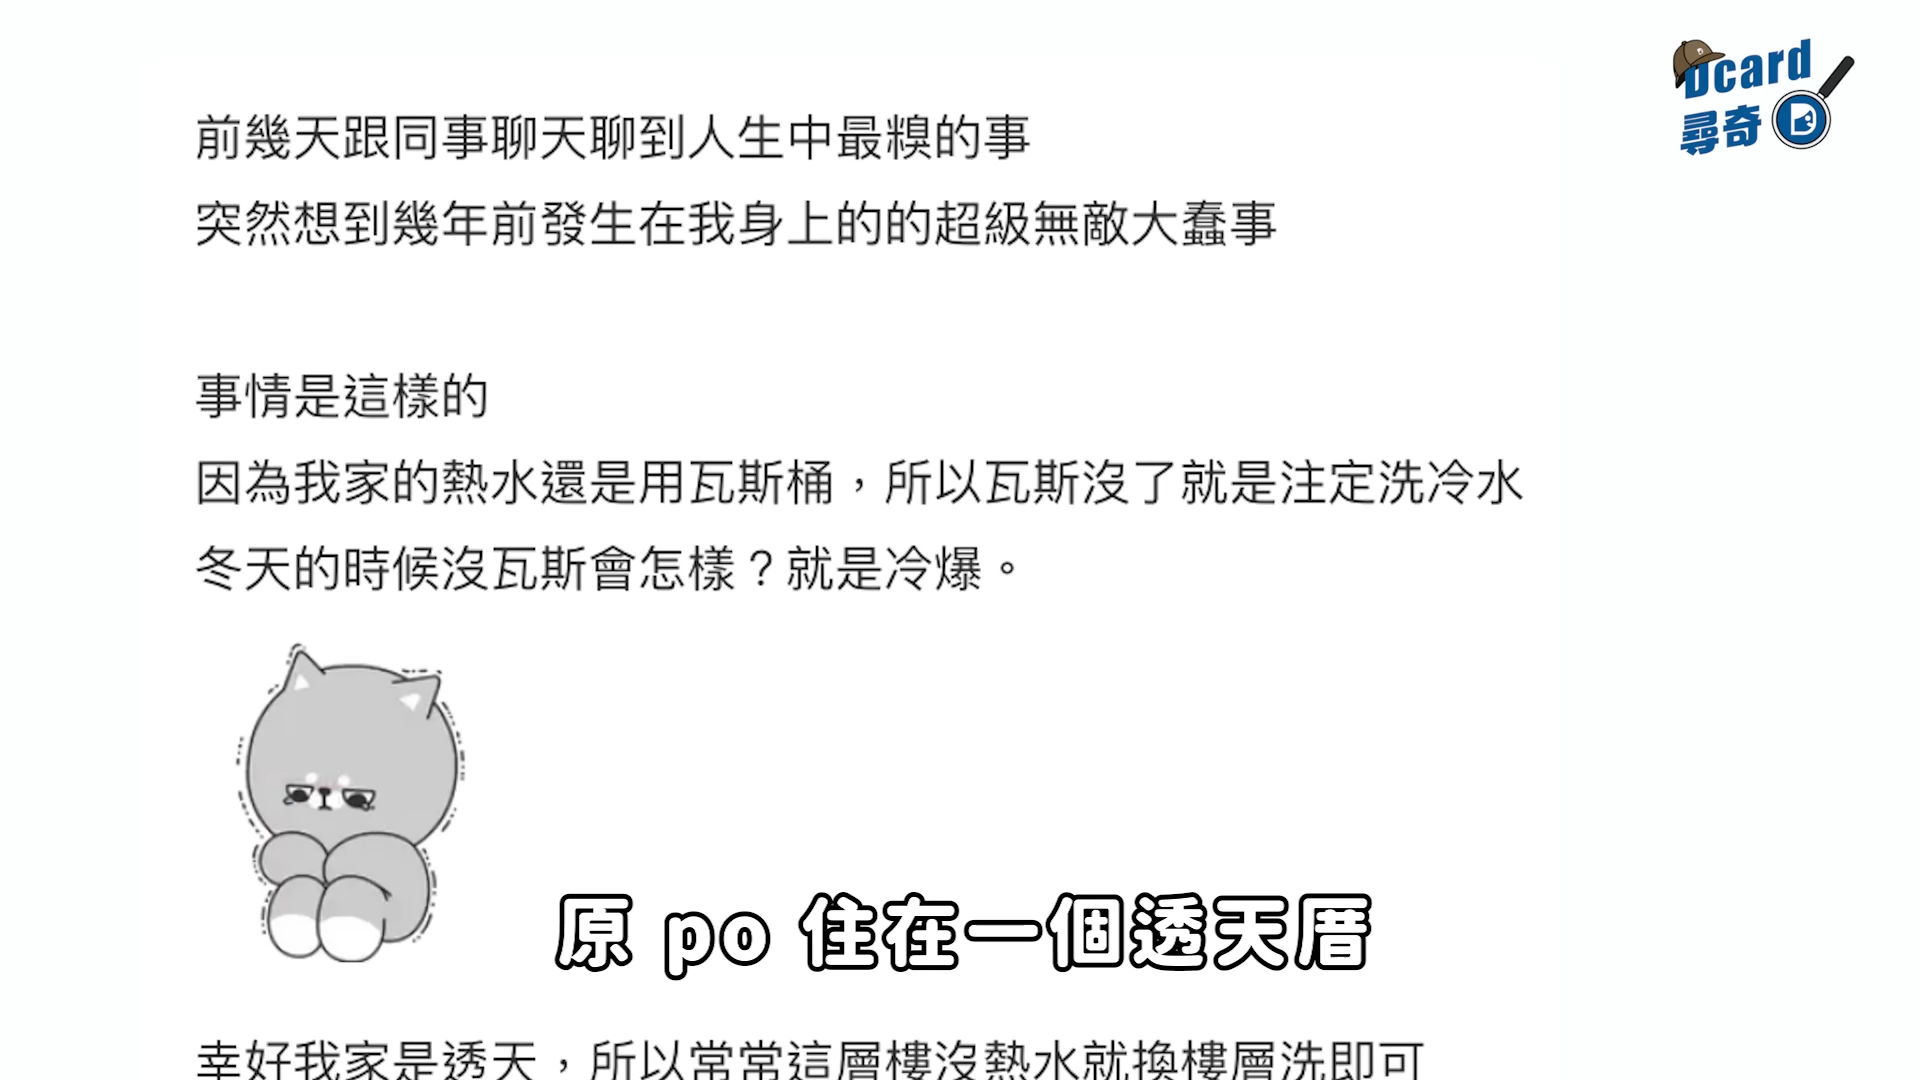 Dcard
尋奇
前幾天跟同事聊天聊到人生中最糗的事
突然想到幾年前發生在我身上的的超級無敵大蠢事
事情是這樣的
因為我家的熱水還是用瓦斯桶，所以瓦斯沒了就是注定洗冷水
冬天的時候沒瓦斯會怎樣？就是冷爆。
原 po 住在一個透天厝
幸好我家是透天，所以常常這層樓沒熱水就換樓層洗即可